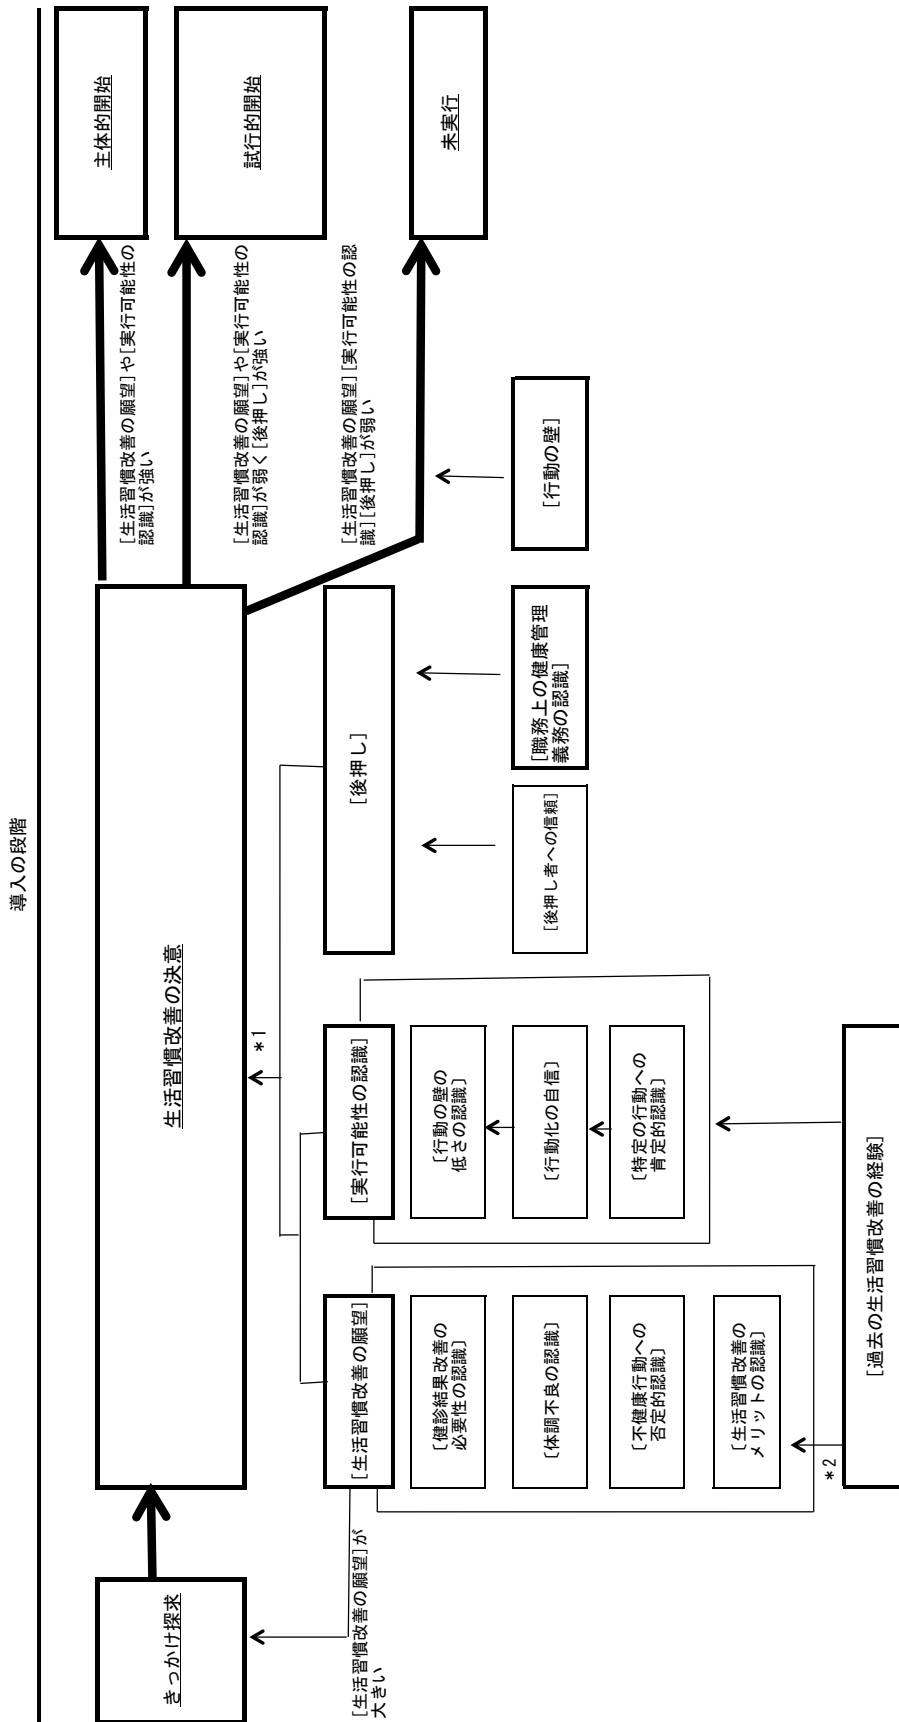 導入の段階
きっかけ探求
生活習慣改善の決意
主体的開始
試行的開始
未実行
[生活習慣改善の願望]や[実行可能性の
認識]が強い
[生活習慣改善の願望]や[実行可能性の
認識]が弱く[後押し]が強い
[生活習慣改善の願望][実行可能性の認
識][後押し]が弱い
*1
[生活習慣改善の願望]が
大きい
[生活習慣改善の願望]
[健診結果改善の
必要性の認識]
[体調不良の認識]
[不健康行動への
否定的認識]
[生活習慣改善の
メリットの認識]
[実行可能性の認識]
[行動の壁の
低さの認識]
[行動化の自信]
[特定の行動への
肯定的認識]
[後押し]
[後押し者への信頼]
[職務上の健康管理
義務の認識]
[行動の壁]
*2
[過去の生活習慣改善の経験]